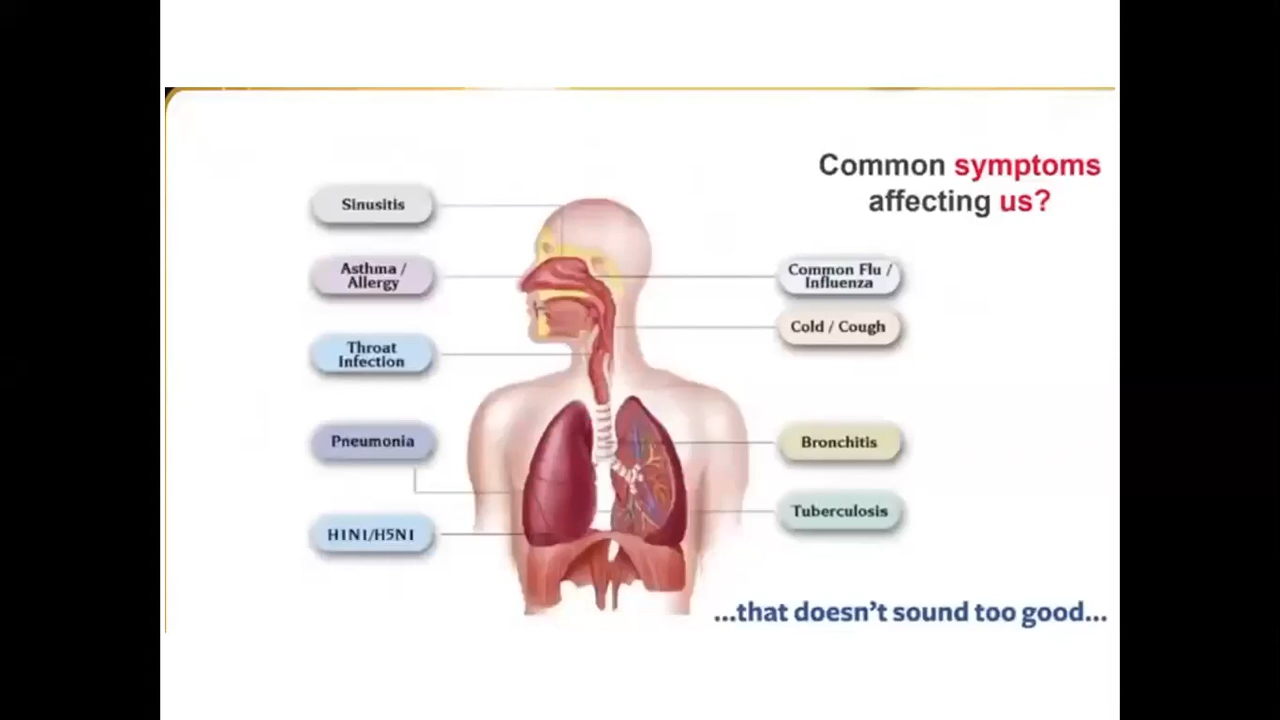 Common symptoms
affecting us?
Sinusitis
Asthma /
Allergy
Throat
Infection
Pneumonia
H1N1/H5N1
Common Flu /
Influenza
Cold / Cough
Bronchitis
Tuberculosis
...that doesn't sound too good...